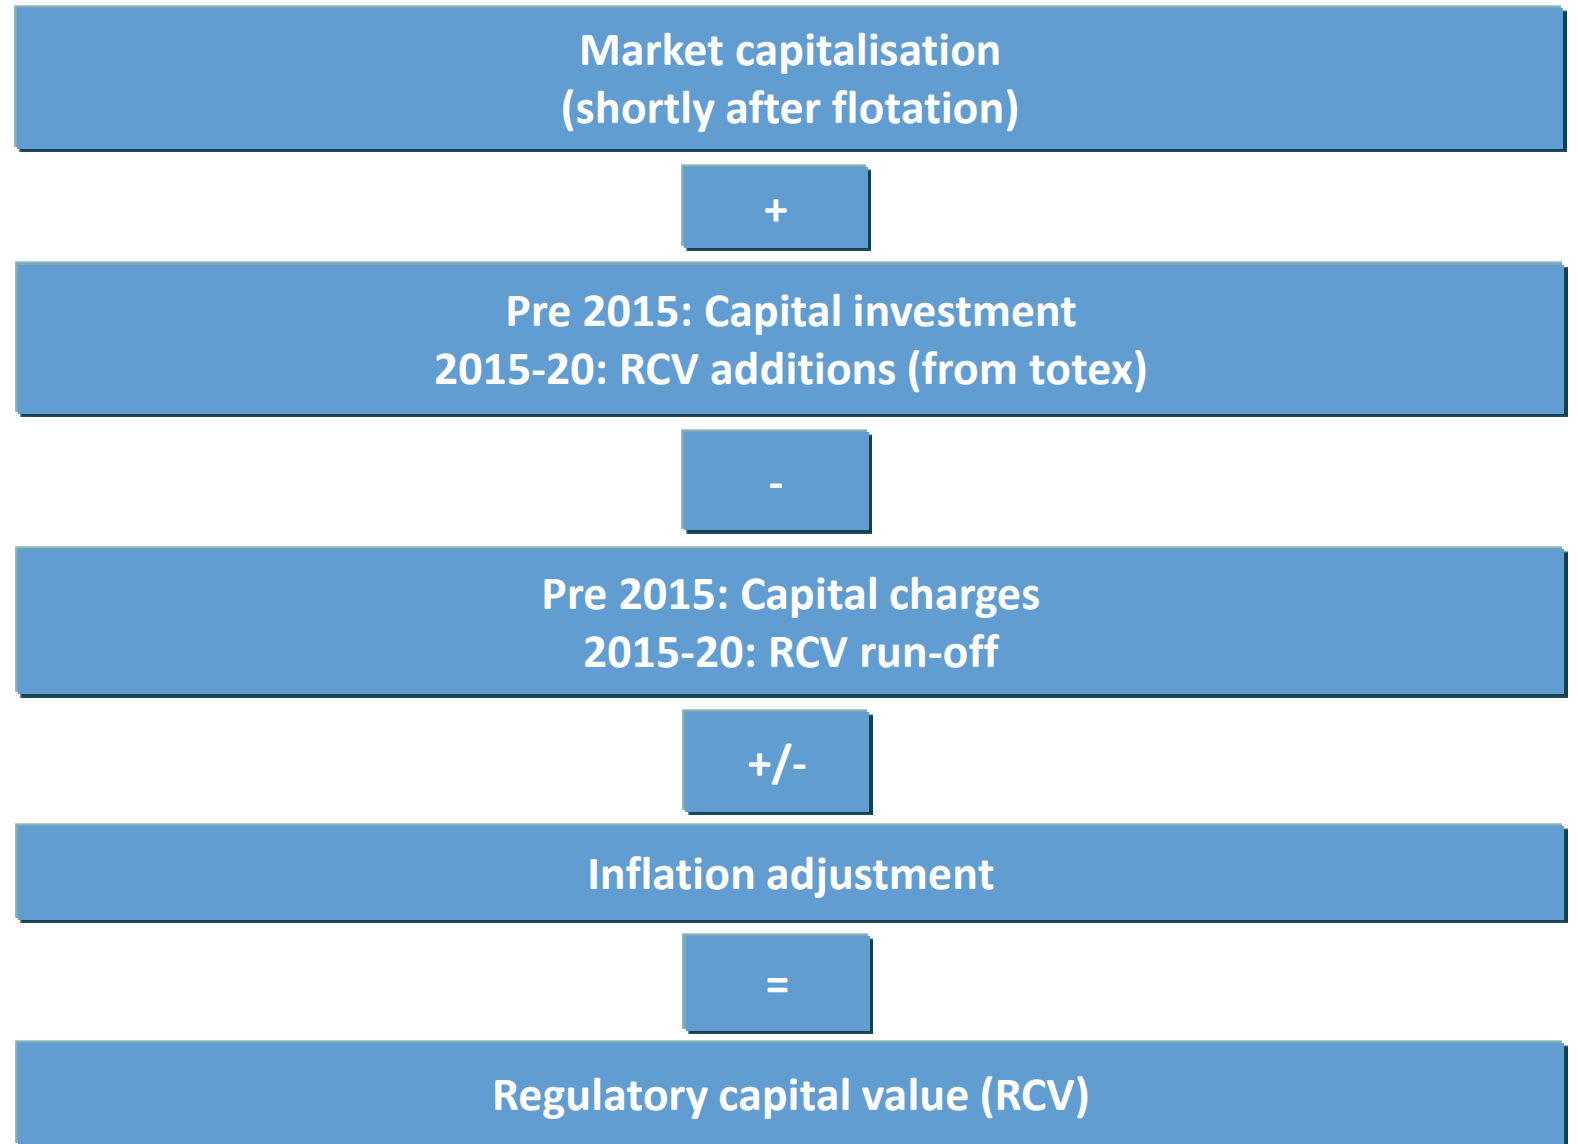 Market capitalisation
(shortly after flotation)
+
Pre 2015: Capital investment
2015-20: RCV additions (from totex)
-
Pre 2015: Capital charges
2015-20: RCV run-off
+/-
Inflation adjustment
=
Regulatory capital value (RCV)